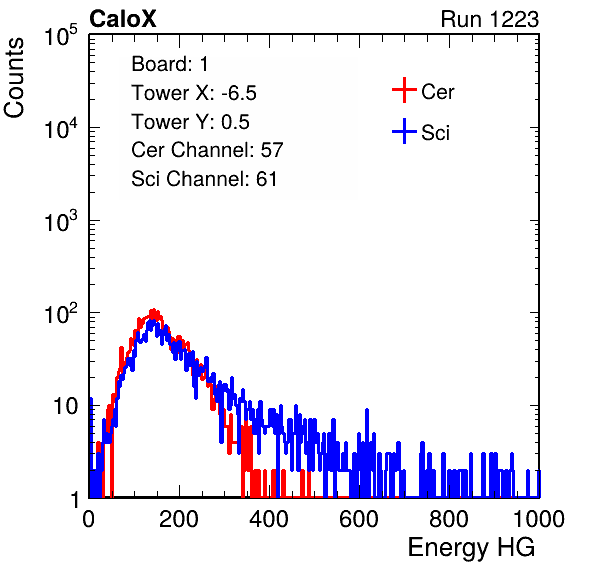 CaloX Run 1223
Counts
10^5
10^4
10^3
10^2
10
1
Board: 1
Tower X: -6.5
Tower Y: 0.5
Cer Channel: 57
Sci Channel: 61
Cer
Sci
0 200 400 600 800 1000
Energy HG